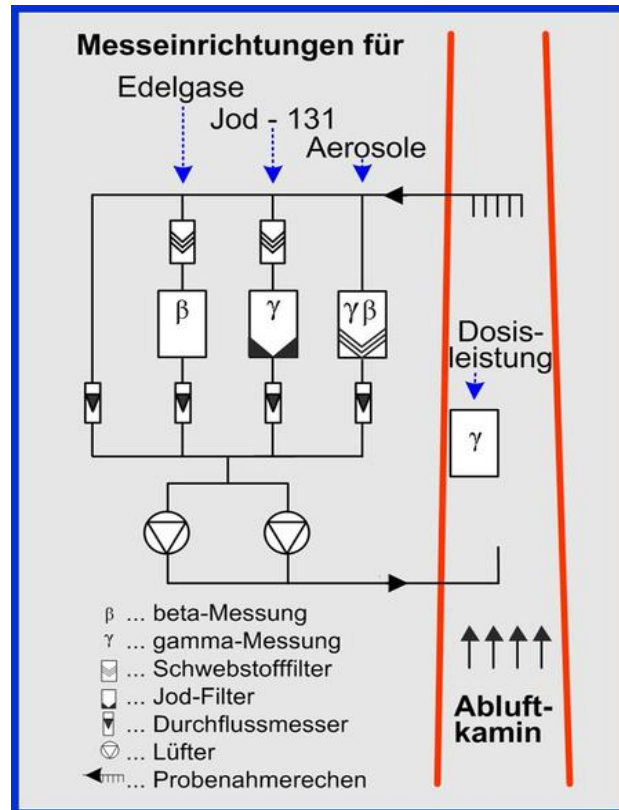 Messeinrichtungen für
Edelgase
Jod - 131
Aerosole
β
γ
γ β
Dosis-
leistung
γ
β ... beta-Messung
γ ... gamma-Messung
... Schwebstofffilter
... Jod-Filter
... Durchflussmesser
... Lüfter
... Probenahmerechen
Abluft-
kamin